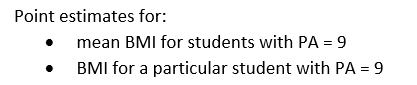 Point estimates for:
• mean BMI for students with PA = 9
• BMI for a particular student with PA = 9